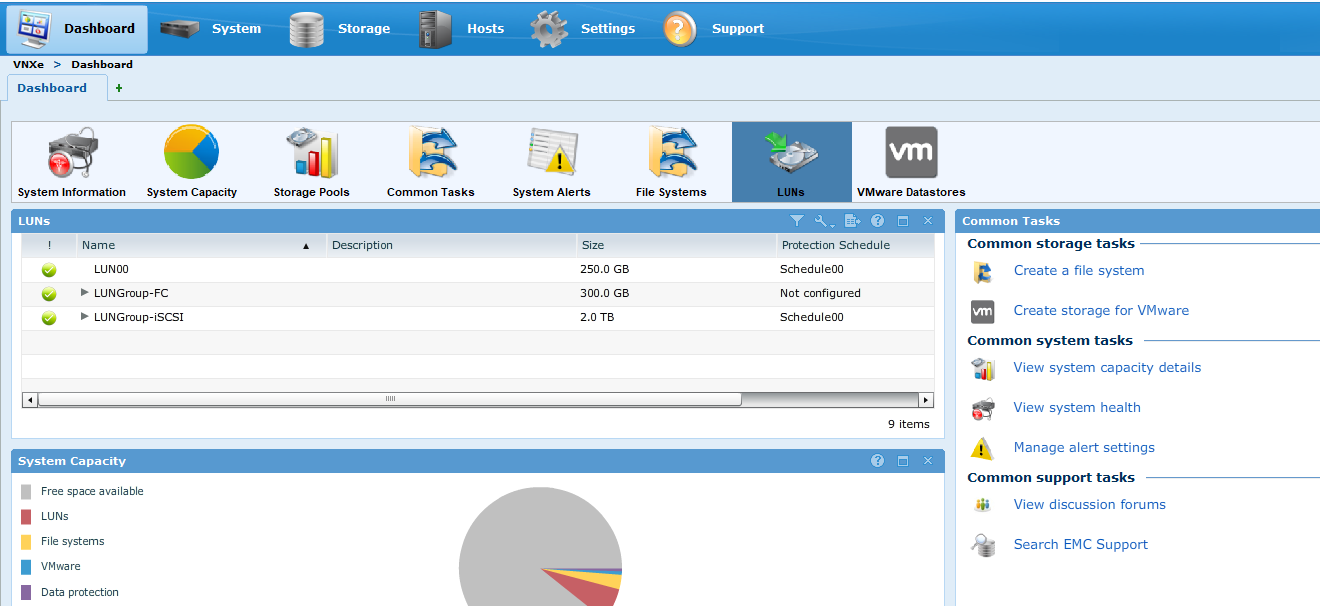 Dashboard System Storage Hosts Settings Support
VNXe > Dashboard
Dashboard +
vm
System Information System Capacity Storage Pools Common Tasks System Alerts File Systems LUNs VMware Datastores
LUNs
! Name Description Size Protection Schedule
LUN00 250.0 GB Schedule00
LUNGroup-FC 300.0 GB Not configured
LUNGroup-iSCSI 2.0 TB Schedule00
9 items
System Capacity
Free space available
LUNs
File systems
VMware
Data protection
Common Tasks
Common storage tasks
Create a file system
vm Create storage for VMware
Common system tasks
View system capacity details
View system health
Manage alert settings
Common support tasks
View discussion forums
Search EMC Support